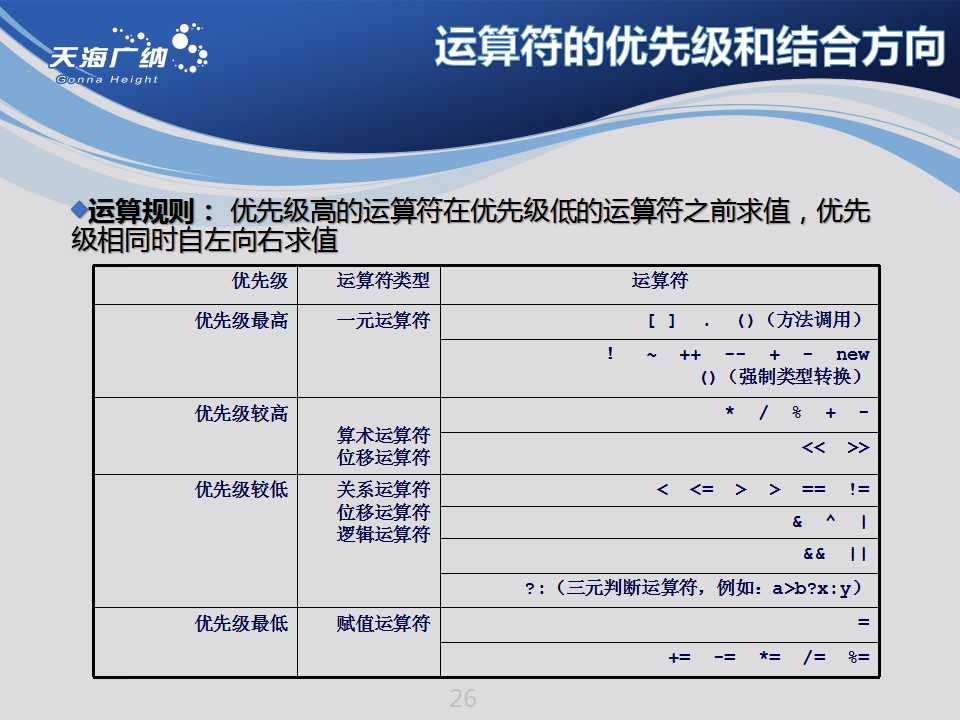 天海广纳
Gonna Height
运算符的优先级和结合方向
运算规则： 优先级高的运算符在优先级低的运算符之前求值，优先
级相同时自左向右求值
优先级 运算符类型 运算符
优先级最高 一元运算符 [ ] . ()（方法调用）
! ~ ++ -- + - new
()（强制类型转换）
优先级较高 * / % + -
算术运算符
位移运算符 << >>
优先级较低 关系运算符 < <= > > == !=
位移运算符 & ^ |
逻辑运算符
&& ||
?:（三元判断运算符，例如：a>b?x:y）
优先级最低 赋值运算符 =
+= -= *= /= %=
26